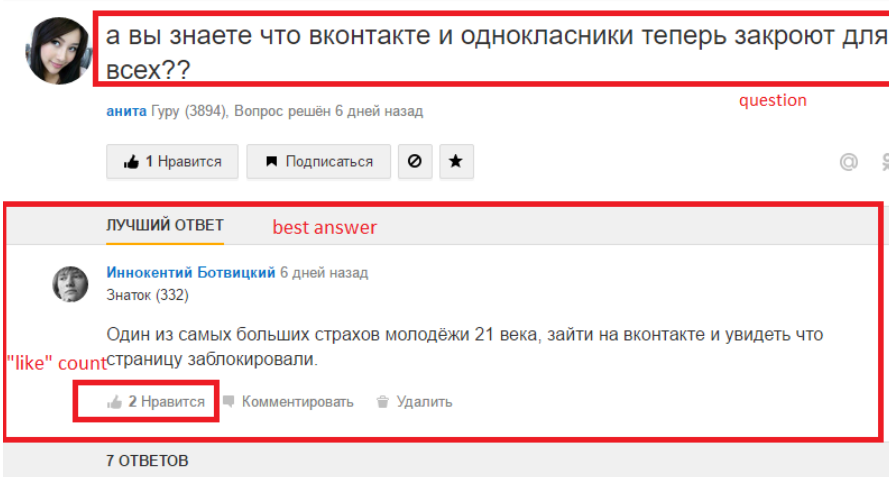 а вы знаете что вконтакте и однокласники теперь закроют для
всех??
question
анита Гуру (3894), Вопрос решён 6 дней назад
1 Нравится Подписаться
ЛУЧШИЙ ОТВЕТ best answer
Иннокентий Ботвицкий 6 дней назад
Знаток (332)
Один из самых больших страхов молодёжи 21 века, зайти на вконтакте и увидеть что
"like" count страницу заблокировали.
2 Нравится Комментировать Удалить
7 ОТВЕТОВ